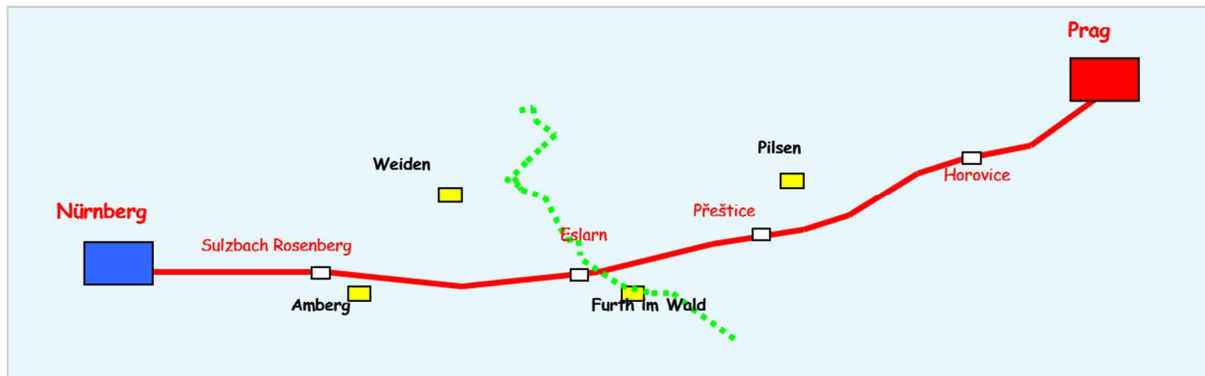 Prag
Pilsen
Weiden
Horovice
Nürnberg
Přeštice
Eslarn
Sulzbach Rosenberg
Amberg
Furth im Wald